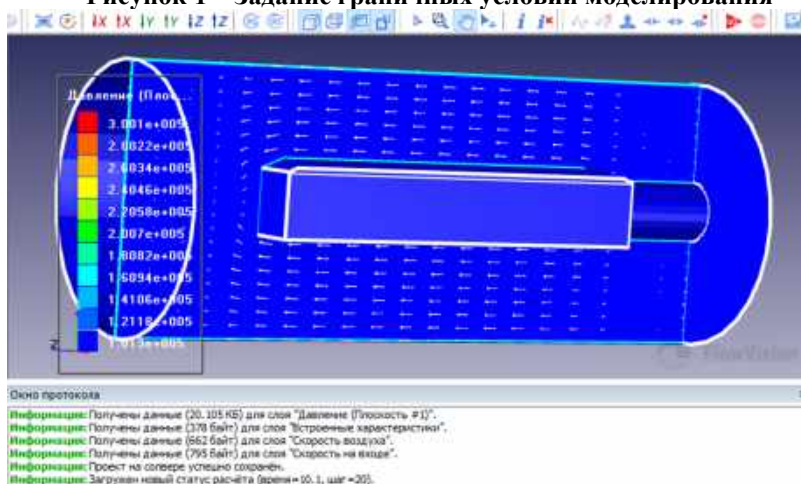 Рисунок 1 – Задание граничных условий моделирования
Давление (Плос...
3.001e+005
2.8022e+005
2.6034e+005
2.4046e+005
2.2058e+005
2.007e+005
1.8082e+005
1.6094e+005
1.4106e+005
1.2118e+005
1.013e+005
Z
FlowVision
Окно протокола
Информация: Получены данные (20.105 КБ) для слоя "Давление (Плоскость #1)".
Информация: Получены данные (378 байт) для слоя "Встроенные характеристики".
Информация: Получены данные (662 байт) для слоя "Скорость воздуха".
Информация: Получены данные (795 байт) для слоя "Скорость на входе".
Информация: Проект на солвере успешно сохранён.
Информация: Загружен новый статус расчёта (время=10.1, шаг=20).